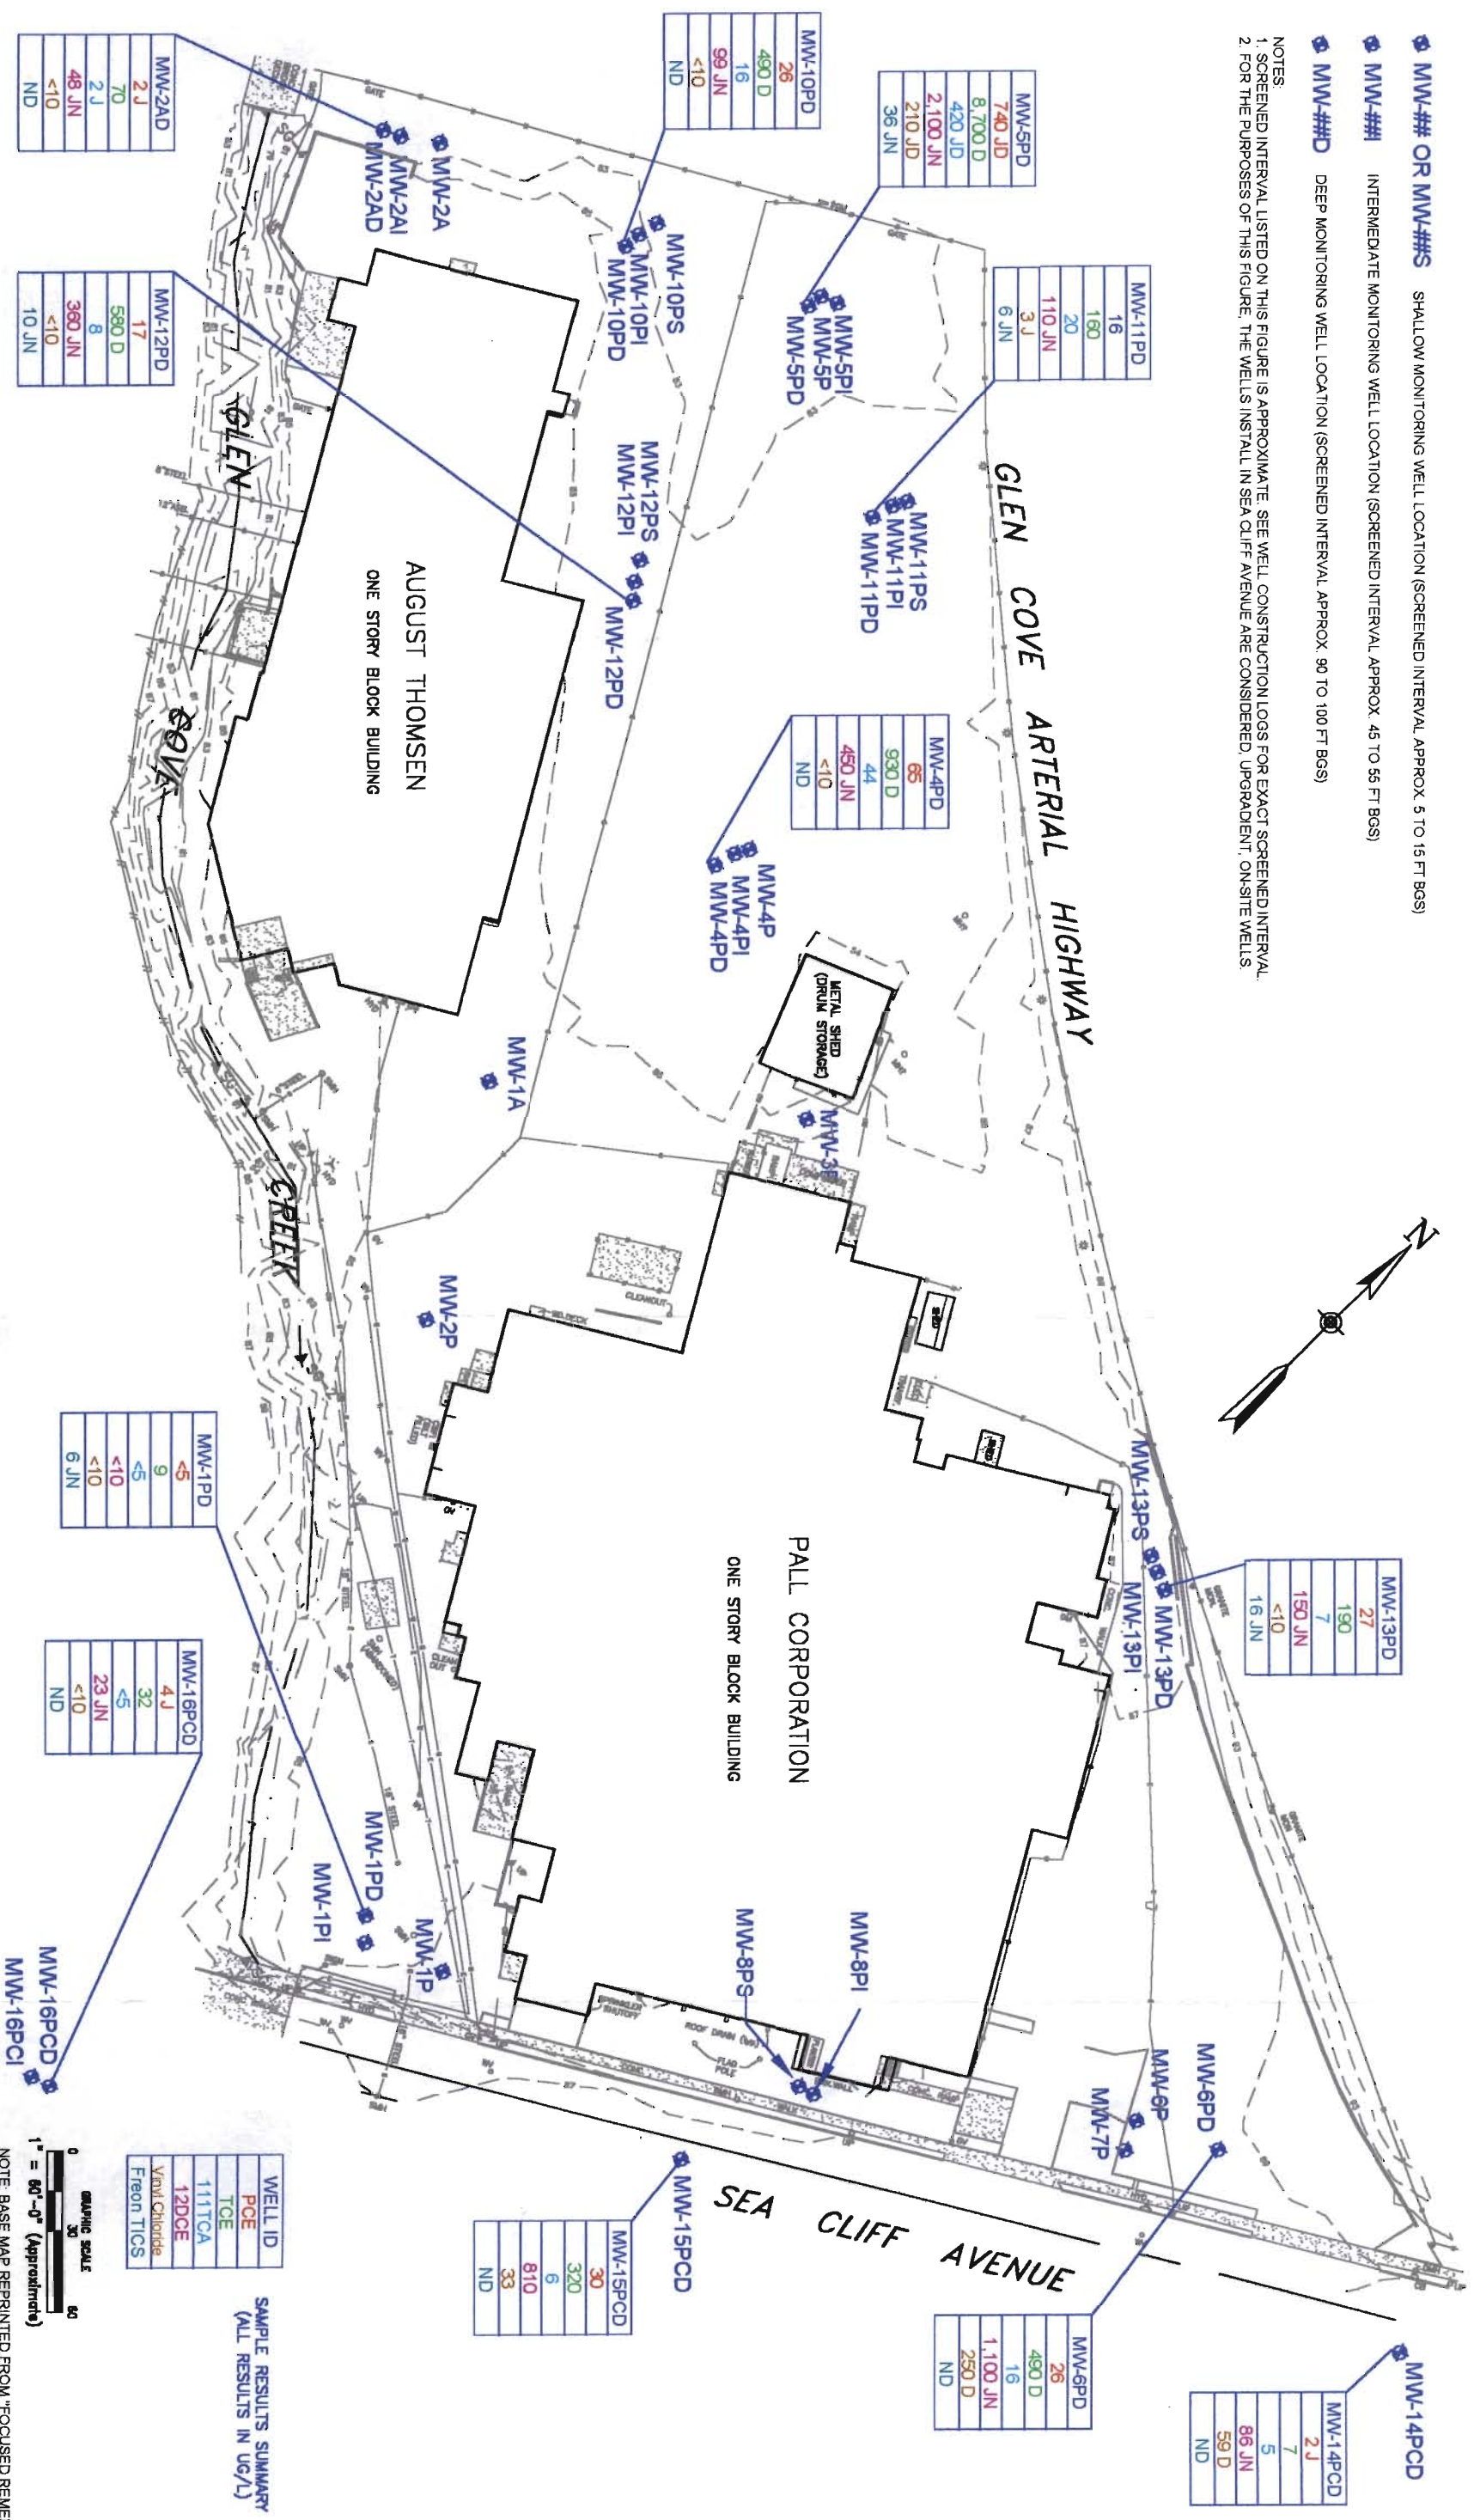 MW-## OR MW-##S SHALLOW MONITORING WELL LOCATION (SCREENED INTERVAL APPROX. 5 TO 15 FT BGS)
MW-##I INTERMEDIATE MONITORING WELL LOCATION (SCREENED INTERVAL APPROX. 45 TO 55 FT BGS)
MW-##D DEEP MONITORING WELL LOCATION (SCREENED INTERVAL APPROX. 90 TO 100 FT BGS)
NOTES:
1. SCREENED INTERVAL LISTED ON THIS FIGURE IS APPROXIMATE. SEE WELL CONSTRUCTION LOGS FOR EXACT SCREENED INTERVAL.
2. FOR THE PURPOSES OF THIS FIGURE, THE WELLS INSTALL IN SEA CLIFF AVENUE ARE CONSIDERED, UPGRADIENT, ON-SITE WELLS.
N
GLEN COVE ARTERIAL HIGHWAY
MW-11PD
16
160
20
110 JN
3 J
6 JN
MW-5PD
740 JD
8,700 D
420 JD
2,100 JN
210 JD
36 JN
MW-10PD
26
490 D
16
99 JN
<10
ND
MW-2AD
2 J
70
2 J
48 JN
<10
ND
MW-12PD
17
580 D
8
360 JN
<10
10 JN
MW-4PD
65
930 D
44
450 JN
<10
ND
MW-13PD
27
190
7
150 JN
<10
16 JN
MW-1PD
<5
9
<5
<10
<10
6 JN
MW-16PCD
4 J
32
<5
23 JN
<10
ND
MW-15PCD
30
320
6
810
33
ND
MW-6PD
26
490 D
16
1,100 JN
250 D
ND
MW-14PCD
2 J
7
5
86 JN
59 D
ND
MW-11PS
MW-11PI
MW-11PD
MW-5PI
MW-5P
MW-5PD
MW-10PS
MW-10PI
MW-10PD
MW-2A
MW-2AI
MW-2AD
MW-12PS
MW-12PI
MW-12PD
MW-4P
MW-4PI
MW-4PD
METAL SHED
(DRUM STORAGE)
MW-1A
MW-2P
MW-13PS
MW-13PI
MW-13PD
MW-1PD
MW-1PI
MW-1P
MW-8PS
MW-8PI
MW-6PD
MW-6P
MW-7P
MW-14PCD
MW-15PCD
MW-16PCD
MW-16PCI
AUGUST THOMSEN
ONE STORY BLOCK BUILDING
PALL CORPORATION
ONE STORY BLOCK BUILDING
GLEN COVE CREEK
SEA CLIFF AVENUE
GATE
GATE
SHED
SHED
CLEANOUT
CLEAN
OUT
SPRINKLER
SHUTOFF
ROOF DRAIN
FLAG
POLE
18" STEEL
WELL ID
PCE
TCE
111TCA
12DCE
Vinyl Chloride
Freon TICS
SAMPLE RESULTS SUMMARY
(ALL RESULTS IN UG/L)
GRAPHIC SCALE
0 30 60
1" = 60'-0" (Approximate)
NOTE: BASE MAP REPRINTED FROM "FOCUSED